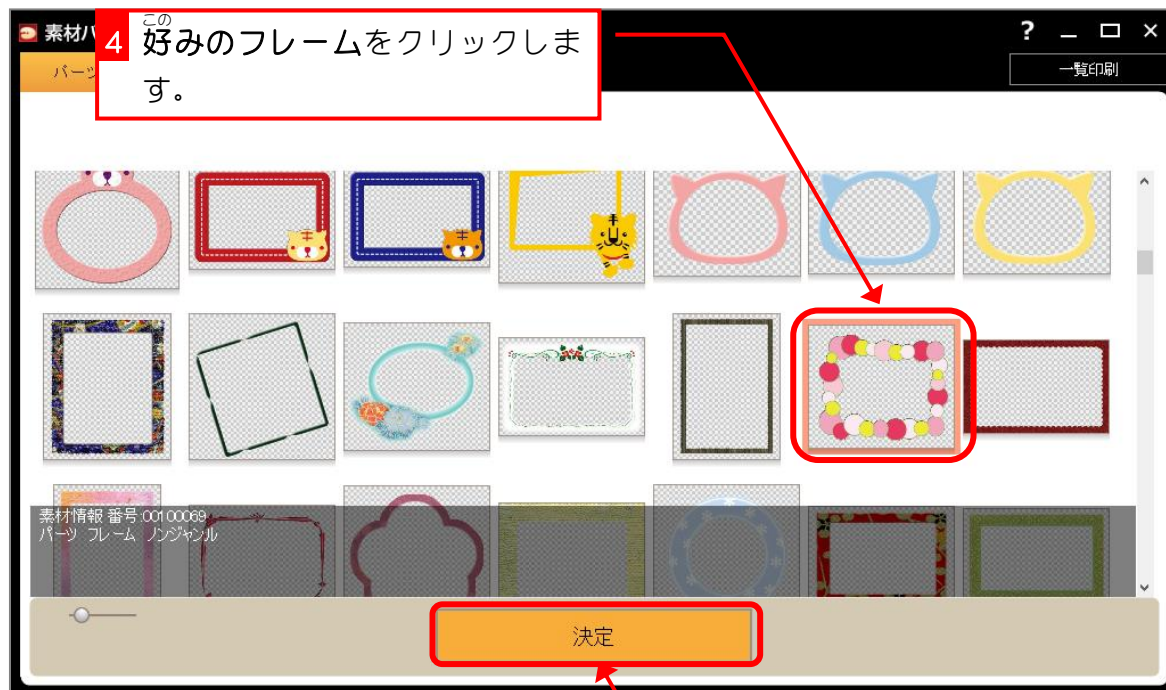 素材パ
? _ □ ×
パーツ
一覧印刷
4
この
好みのフレームをクリックしま
す。
素材情報 番号:00100069
パーツ フレーム ノンジャンル
決定